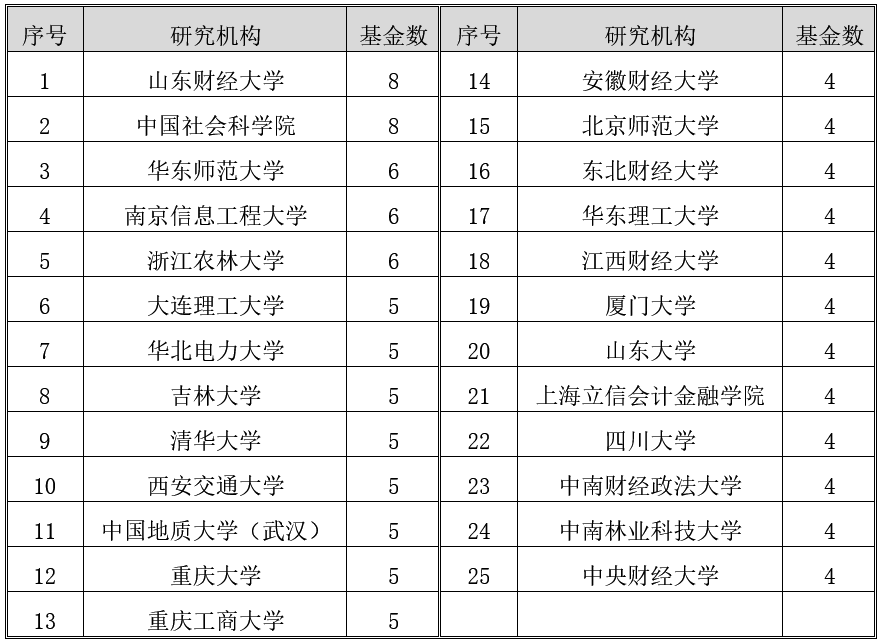 序号 研究机构 基金数 序号 研究机构 基金数
1 山东财经大学 8 14 安徽财经大学 4
2 中国社会科学院 8 15 北京师范大学 4
3 华东师范大学 6 16 东北财经大学 4
4 南京信息工程大学 6 17 华东理工大学 4
5 浙江农林大学 6 18 江西财经大学 4
6 大连理工大学 5 19 厦门大学 4
7 华北电力大学 5 20 山东大学 4
8 吉林大学 5 21 上海立信会计金融学院 4
9 清华大学 5 22 四川大学 4
10 西安交通大学 5 23 中南财经政法大学 4
11 中国地质大学（武汉） 5 24 中南林业科技大学 4
12 重庆大学 5 25 中央财经大学 4
13 重庆工商大学 5